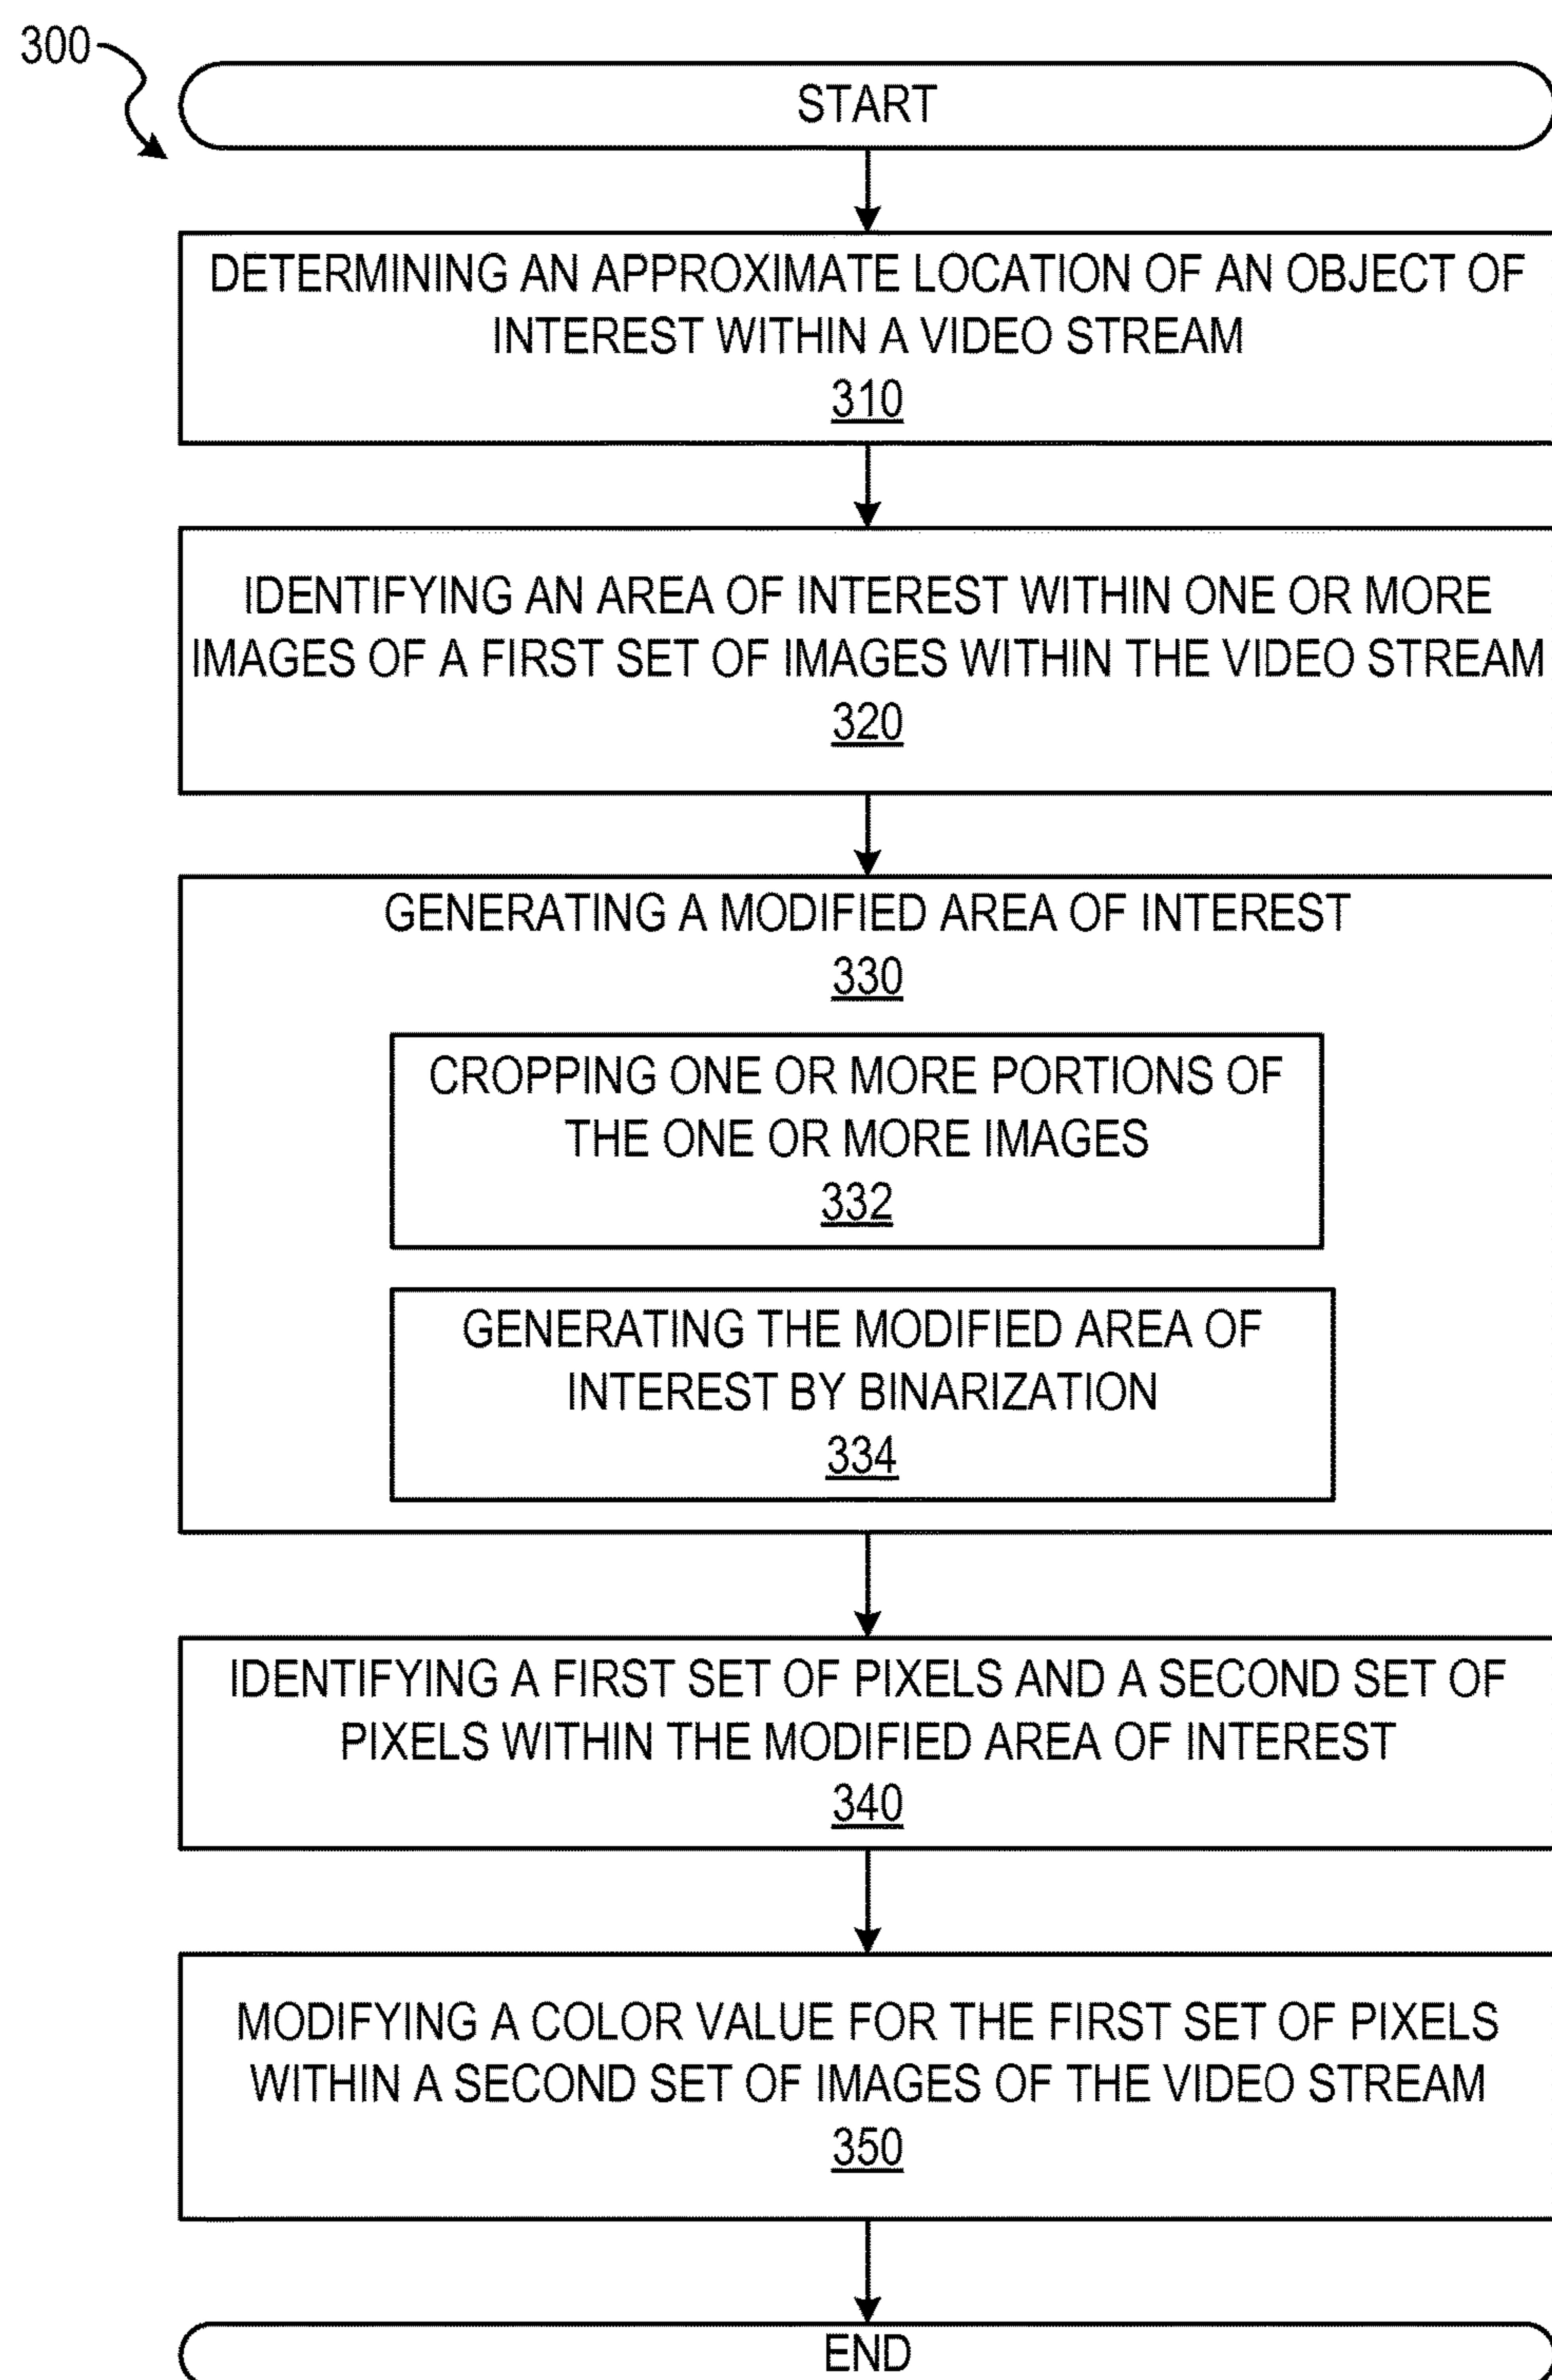 300
START
DETERMINING AN APPROXIMATE LOCATION OF AN OBJECT OF
INTEREST WITHIN A VIDEO STREAM
310
IDENTIFYING AN AREA OF INTEREST WITHIN ONE OR MORE
IMAGES OF A FIRST SET OF IMAGES WITHIN THE VIDEO STREAM
320
GENERATING A MODIFIED AREA OF INTEREST
330
CROPPING ONE OR MORE PORTIONS OF
THE ONE OR MORE IMAGES
332
GENERATING THE MODIFIED AREA OF
INTEREST BY BINARIZATION
334
IDENTIFYING A FIRST SET OF PIXELS AND A SECOND SET OF
PIXELS WITHIN THE MODIFIED AREA OF INTEREST
340
MODIFYING A COLOR VALUE FOR THE FIRST SET OF PIXELS
WITHIN A SECOND SET OF IMAGES OF THE VIDEO STREAM
350
END